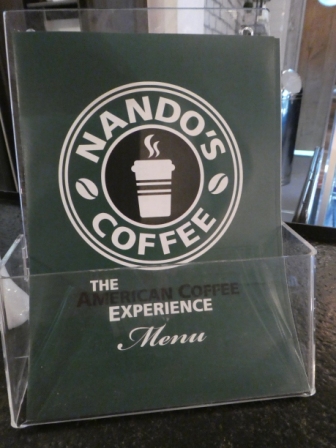 NANDO'S
COFFEE
THE
AMERICAN COFFEE
EXPERIENCE
Menu